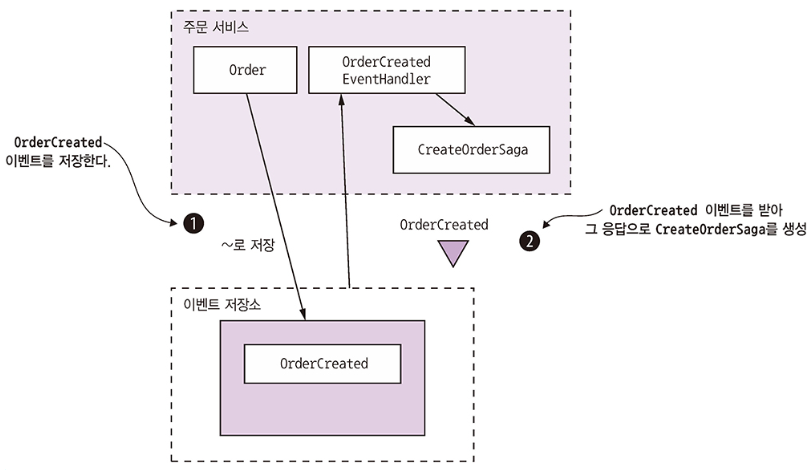 주문 서비스
Order
OrderCreated
EventHandler
CreateOrderSaga
OrderCreated
이벤트를 저장한다.
1
~로 저장
OrderCreated
2
OrderCreated 이벤트를 받아
그 응답으로 CreateOrderSaga를 생성
이벤트 저장소
OrderCreated